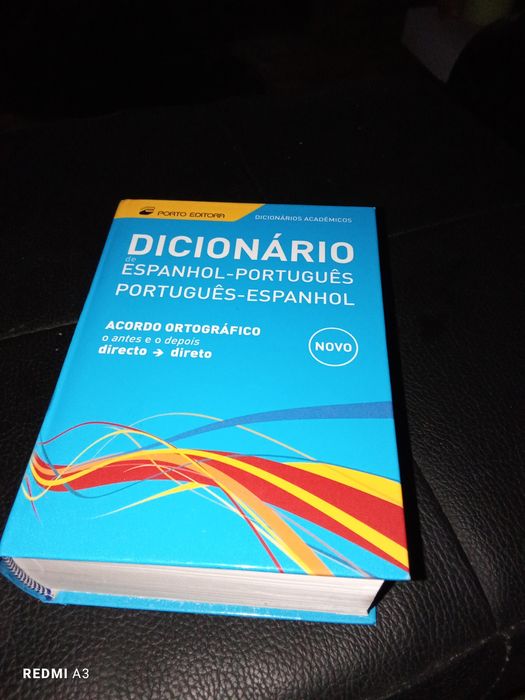 PORTO EDITORA
DICIONÁRIOS ACADÉMICOS
DICIONÁRIO
de
ESPANHOL-PORTUGUÊS
PORTUGUÊS-ESPANHOL
ACORDO ORTOGRÁFICO
o antes e o depois
directo → direto
NOVO
REDMI A3